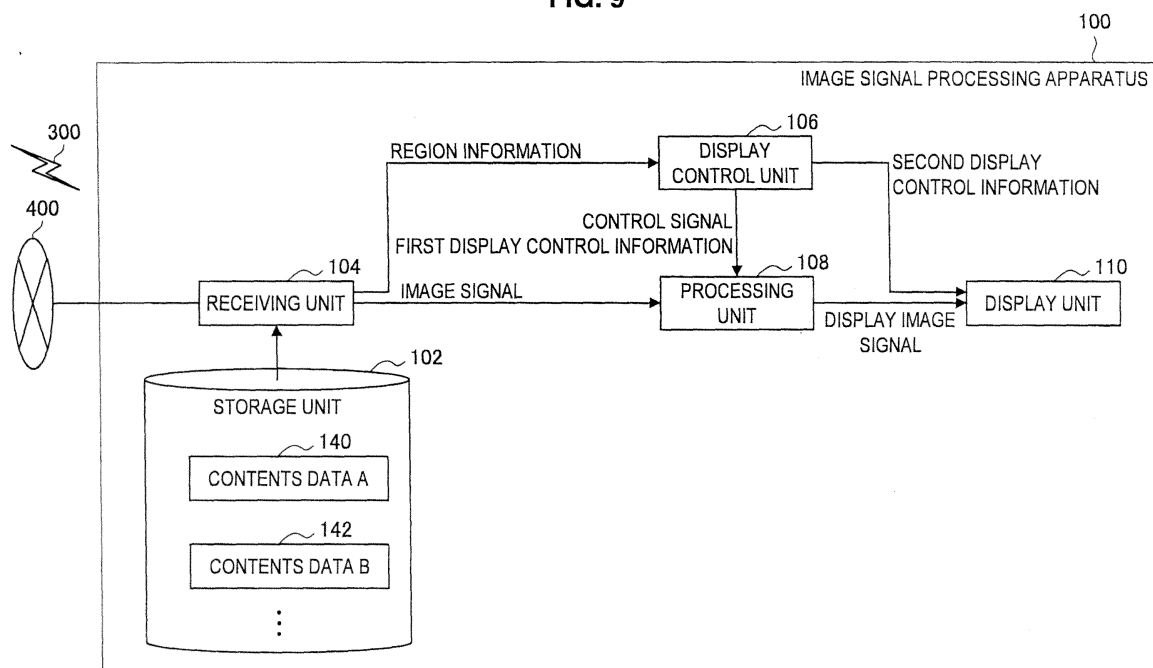 FIG. 9
100
IMAGE SIGNAL PROCESSING APPARATUS
300
106
REGION INFORMATION
DISPLAY
CONTROL UNIT
SECOND DISPLAY
CONTROL INFORMATION
400
CONTROL SIGNAL
FIRST DISPLAY CONTROL INFORMATION
104
108
110
RECEIVING UNIT
IMAGE SIGNAL
PROCESSING
UNIT
DISPLAY UNIT
DISPLAY IMAGE
SIGNAL
102
STORAGE UNIT
140
CONTENTS DATA A
142
CONTENTS DATA B